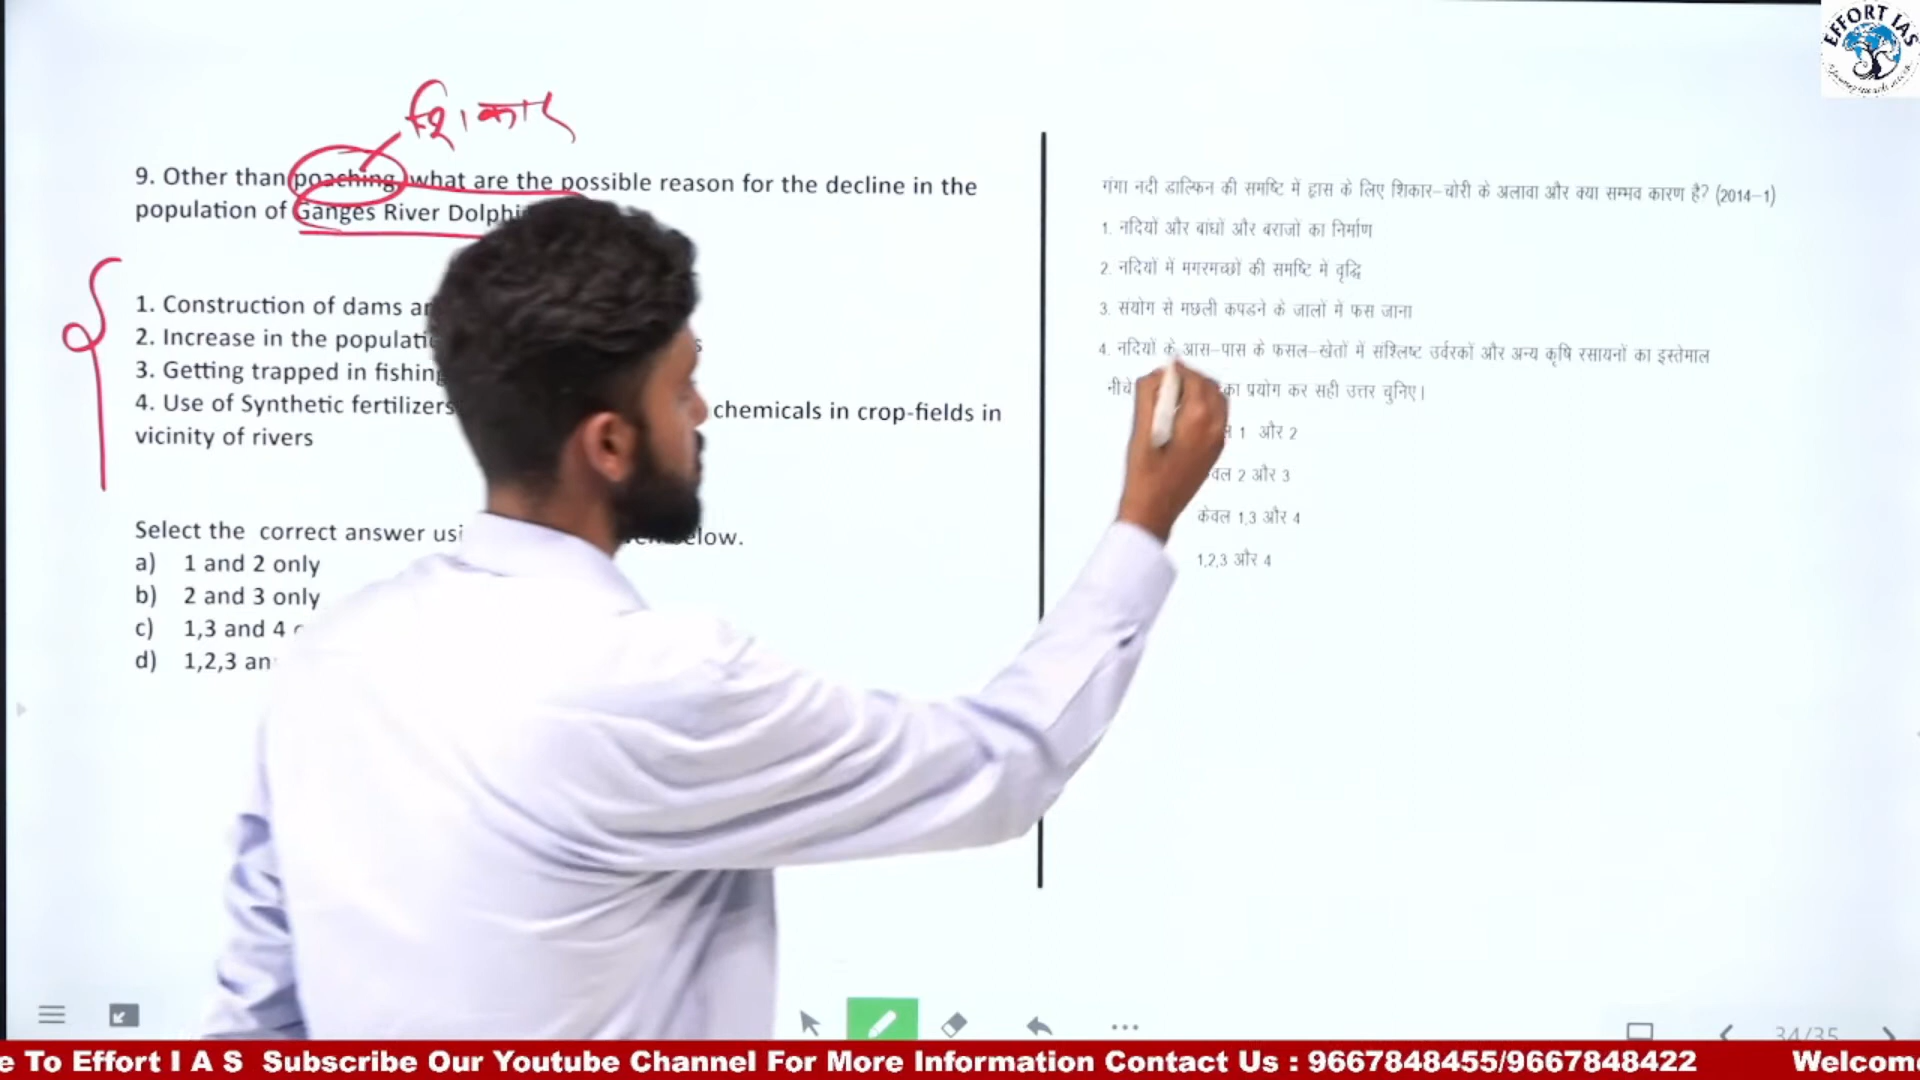 EFFORT IAS
शिकार
9. Other than poaching what are the possible reason for the decline in the
population of Ganges River Dolphi
1. Construction of dams ar
2. Increase in the populati
3. Getting trapped in fishing
4. Use of Synthetic fertilizers chemicals in crop-fields in
vicinity of rivers
Select the correct answer usi below.
a) 1 and 2 only
b) 2 and 3 only
c) 1,3 and 4
d) 1,2,3 an
गंगा नदी डाल्फिन की समष्टि में ह्रास के लिए शिकार-चोरी के अलावा और क्या सम्भव कारण है? (2014-1)
1. नदियों और बांधों और बराजों का निर्माण
2. नदियों में मगरमच्छों की समष्टि में वृद्धि
3. संयोग से मछली कपडने के जालों में फस जाना
4. नदियों के आस-पास के फसल-खेतों में संश्लिष्ट उर्वरकों और अन्य कृषि रसायनों का इस्तेमाल
नीचे का प्रयोग कर सही उत्तर चुनिए।
1 और 2
वल 2 और 3
केवल 1,3 और 4
1,2,3 और 4
34/35
e To Effort I A S Subscribe Our Youtube Channel For More Information Contact Us : 9667848455/9667848422 Welcom